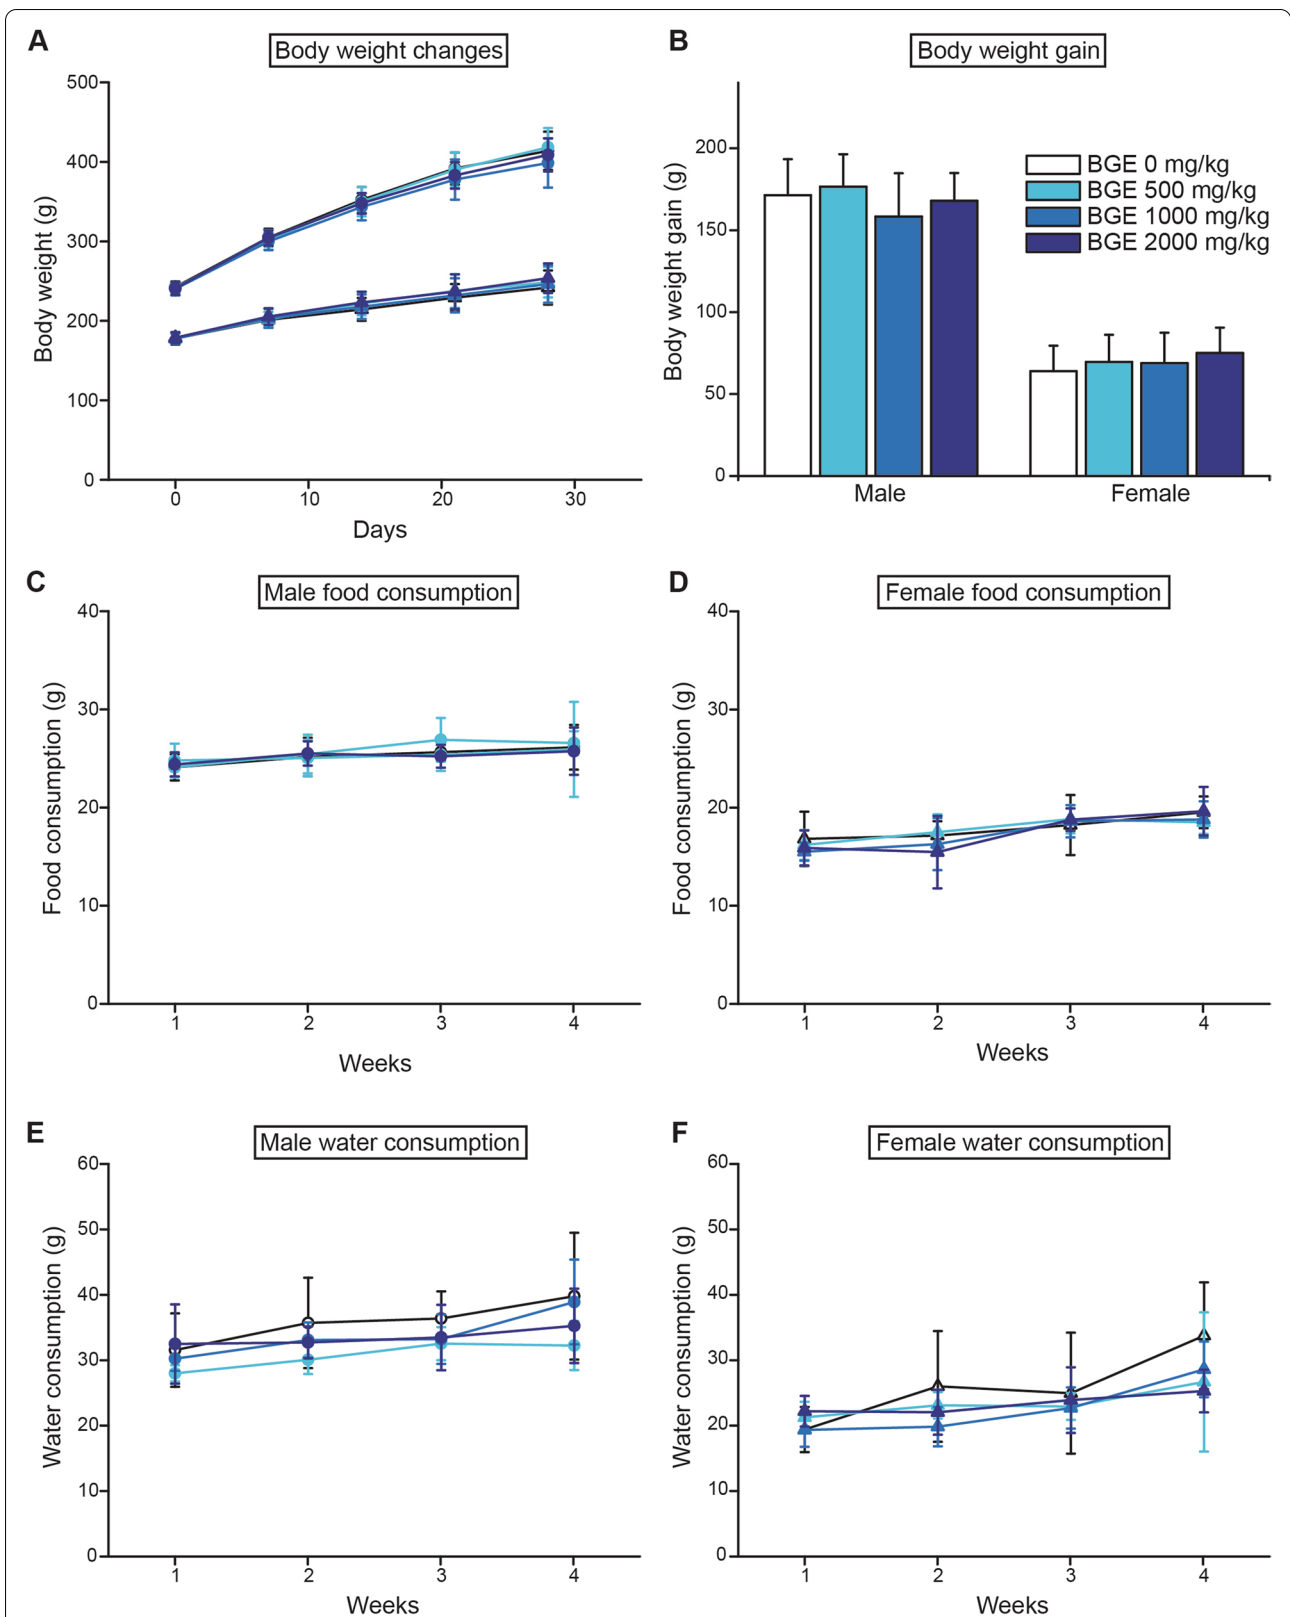 A
Body weight changes
500
400
300
200
100
0
0
10
20
30
Body weight (g)
Days
B
Body weight gain
200
150
100
50
0
Body weight gain (g)
BGE 0 mg/kg
BGE 500 mg/kg
BGE 1000 mg/kg
BGE 2000 mg/kg
Male
Female
C
Male food consumption
40
30
20
10
0
1
2
3
4
Food consumption (g)
Weeks
D
Female food consumption
40
30
20
10
0
1
2
3
4
Food consumption (g)
Weeks
E
Male water consumption
60
50
40
30
20
10
0
1
2
3
4
Water consumption (g)
Weeks
F
Female water consumption
60
50
40
30
20
10
0
1
2
3
4
Water consumption (g)
Weeks